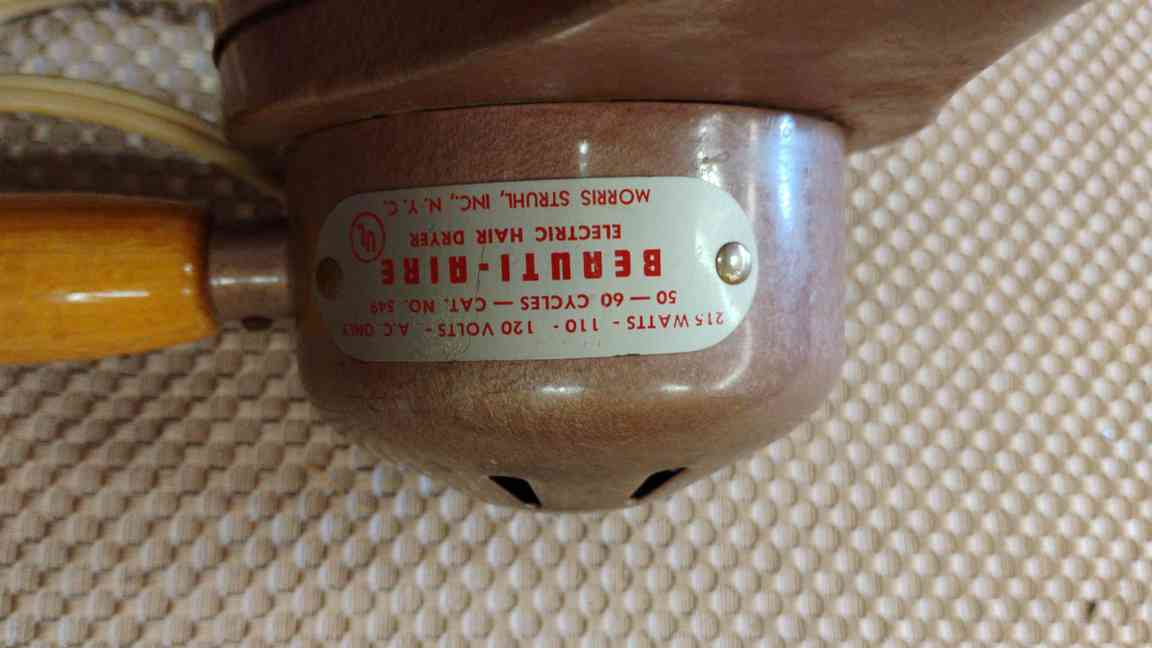 215 WATTS - 110 - 120 VOLTS - A.C. ONLY
50 — 60 CYCLES — CAT. NO. 549
BEAUTI-AIRE
ELECTRIC HAIR DRYER
UL
MORRIS STRUHL, INC., N. Y. C.